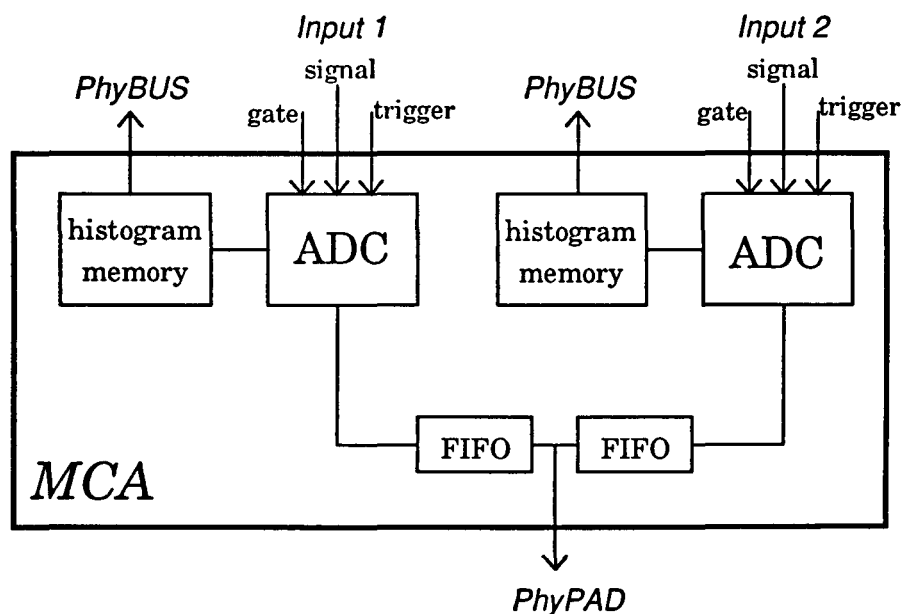 Input 1
Input 2
signal
signal
PhyBUS
PhyBUS
gate
trigger
gate
trigger
histogram
memory
ADC
histogram
memory
ADC
FIFO
FIFO
MCA
PhyPAD